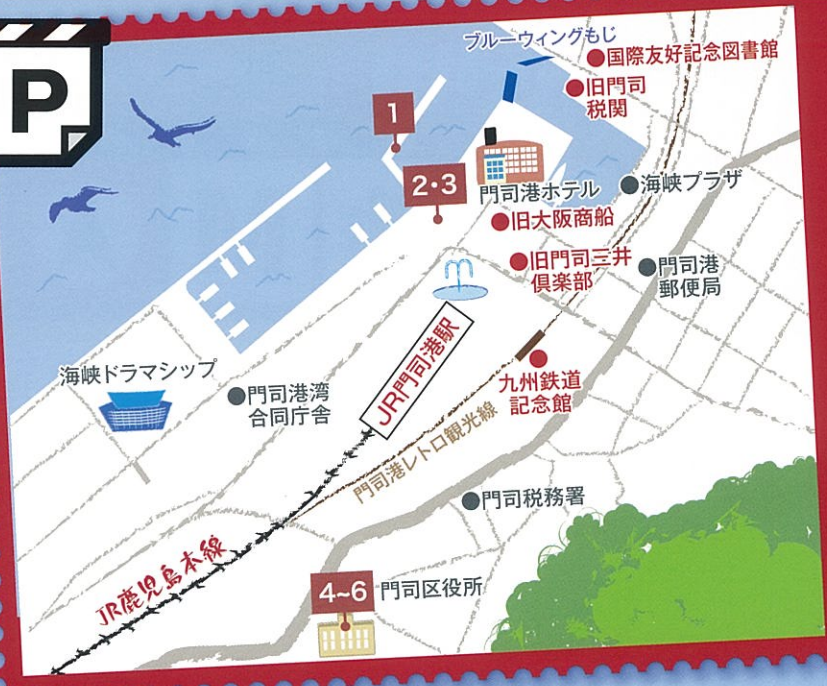 P
ブルーウィングもじ
国際友好記念図書館
旧門司
税関
1
2・3
門司港ホテル
海峡プラザ
旧大阪商船
旧門司三井
倶楽部
門司港
郵便局
JR門司港駅
海峡ドラマシップ
門司港湾
合同庁舎
九州鉄道
記念館
門司港レトロ観光線
門司税務署
JR鹿児島本線
4~6
門司区役所